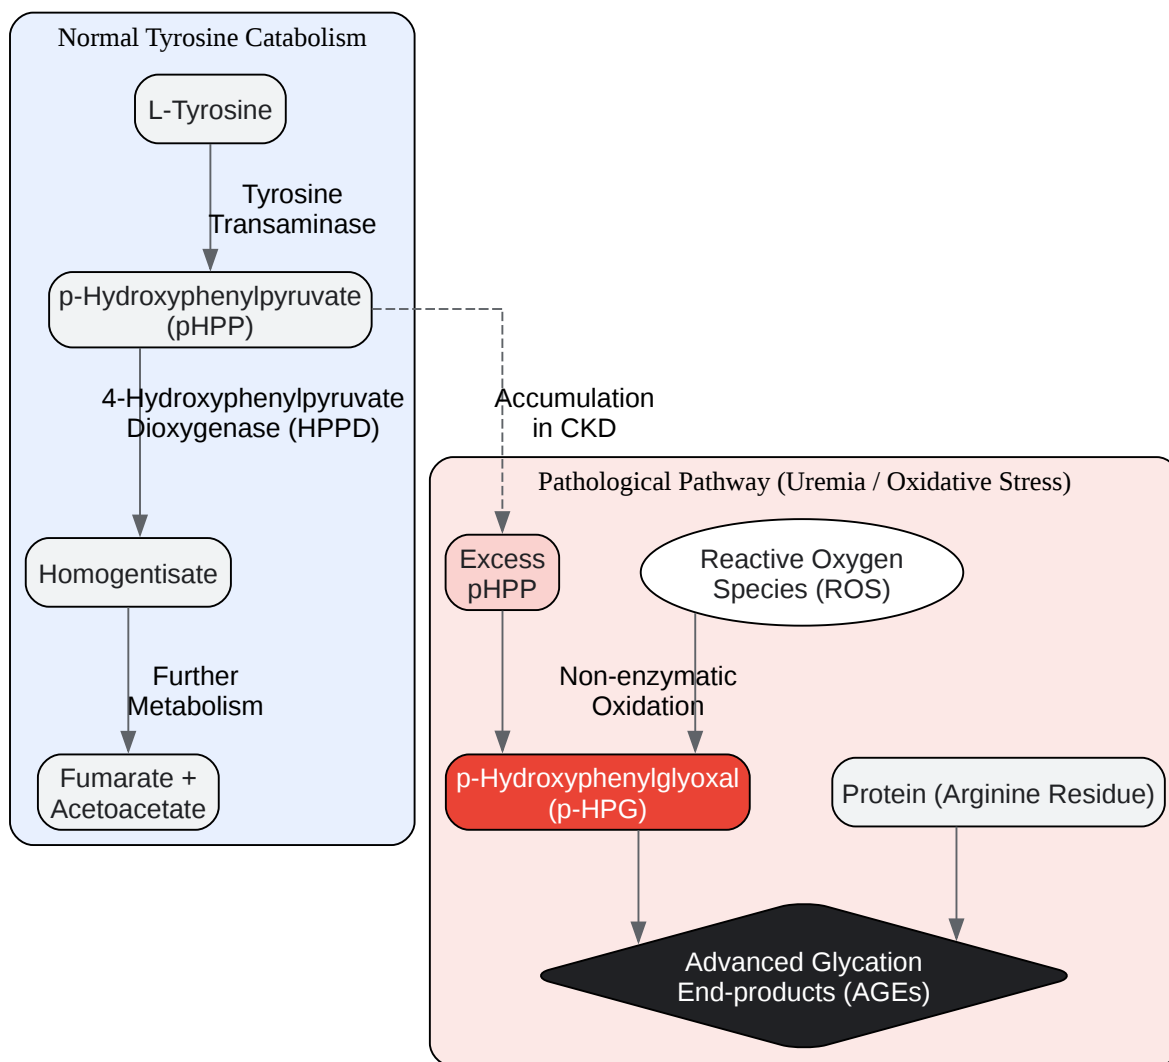 Normal Tyrosine Catabolism
L-Tyrosine
Tyrosine
Transaminase
p-Hydroxyphenylpyruvate
(pHPP)
4-Hydroxyphenylpyruvate
Dioxygenase (HPPD)
Homogentisate
Further
Metabolism
Fumarate +
Acetoacetate
Accumulation
in CKD
Pathological Pathway (Uremia / Oxidative Stress)
Excess
pHPP
Reactive Oxygen
Species (ROS)
Non-enzymatic
Oxidation
p-Hydroxyphenylglyoxal
(p-HPG)
Protein (Arginine Residue)
Advanced Glycation
End-products (AGEs)